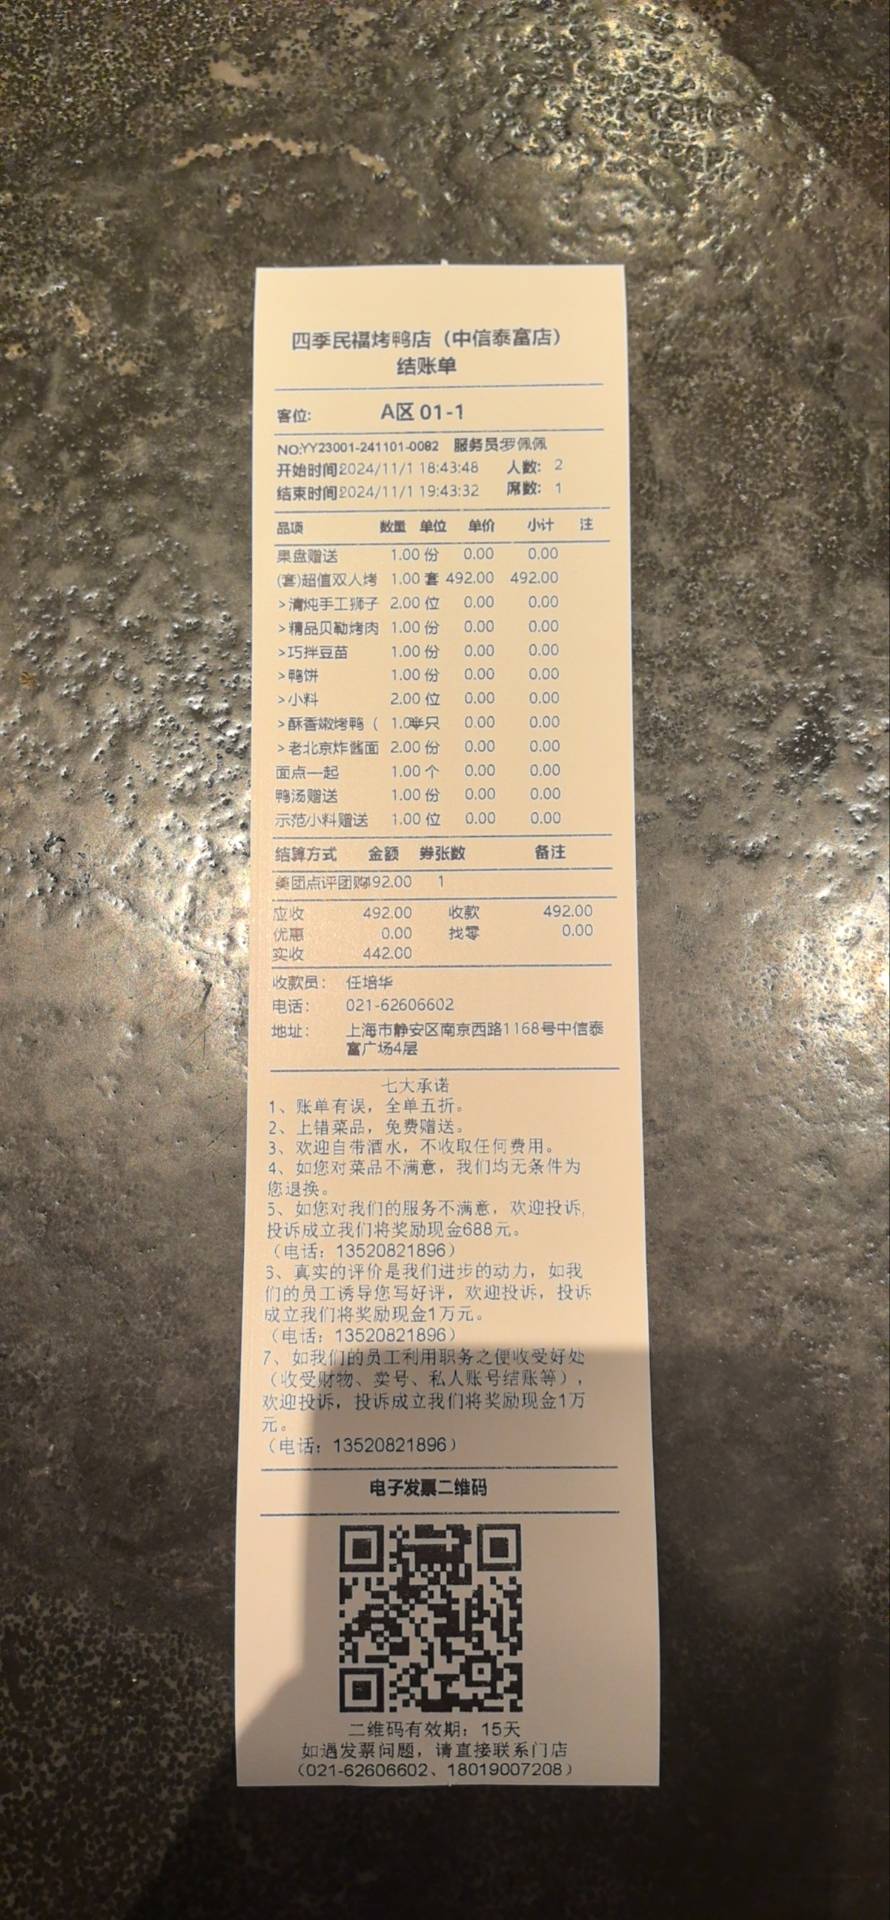 四季民福烤鸭店（中信泰富店）
结账单
客位: A区 01-1
NO:YY23001-241101-0082 服务员:罗佩佩
开始时间2024/11/1 18:43:48 人数: 2
结束时间2024/11/1 19:43:32 席数: 1
品项 数量 单位 单价 小计 注
果盘赠送 1.00 份 0.00 0.00
(套)超值双人烤 1.00 套 492.00 492.00
>清炖手工狮子 2.00 位 0.00 0.00
>精品贝勒烤肉 1.00 份 0.00 0.00
>巧拌豆苗 1.00 份 0.00 0.00
>鸭饼 1.00 份 0.00 0.00
>小料 2.00 位 0.00 0.00
>酥香嫩烤鸭（ 1.0半只 0.00 0.00
>老北京炸酱面 2.00 份 0.00 0.00
面点一起 1.00 个 0.00 0.00
鸭汤赠送 1.00 份 0.00 0.00
示范小料赠送 1.00 位 0.00 0.00
结算方式 金额 券张数 备注
美团点评团购492.00 1
应收 492.00 收款 492.00
优惠 0.00 找零 0.00
实收 442.00
收款员: 任培华
电话: 021-62606602
地址: 上海市静安区南京西路1168号中信泰
富广场4层
七大承诺
1、账单有误，全单五折。
2、上错菜品，免费赠送。
3、欢迎自带酒水，不收取任何费用。
4、如您对菜品不满意，我们均无条件为
您退换。
5、如您对我们的服务不满意，欢迎投诉,
投诉成立我们将奖励现金688元。
（电话：13520821896）
6、真实的评价是我们进步的动力，如我
们的员工诱导您写好评，欢迎投诉，投诉
成立我们将奖励现金1万元。
（电话：13520821896）
7、如我们的员工利用职务之便收受好处
（收受财物、卖号、私人账号结账等），
欢迎投诉，投诉成立我们将奖励现金1万
元。
（电话：13520821896）
电子发票二维码
二维码有效期：15天
如遇发票问题，请直接联系门店
（021-62606602、18019007208）